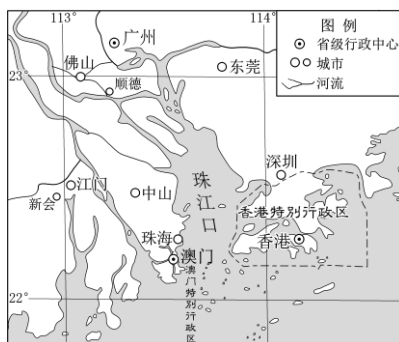 113°
114°
图 例
省级行政中心
城市
河流
广州
佛山
23°
23°
顺德
东莞
深圳
珠江口
江门
新会
中山
香港特别行政区
珠海
香港
澳门
澳门特别行政区
22°
22°